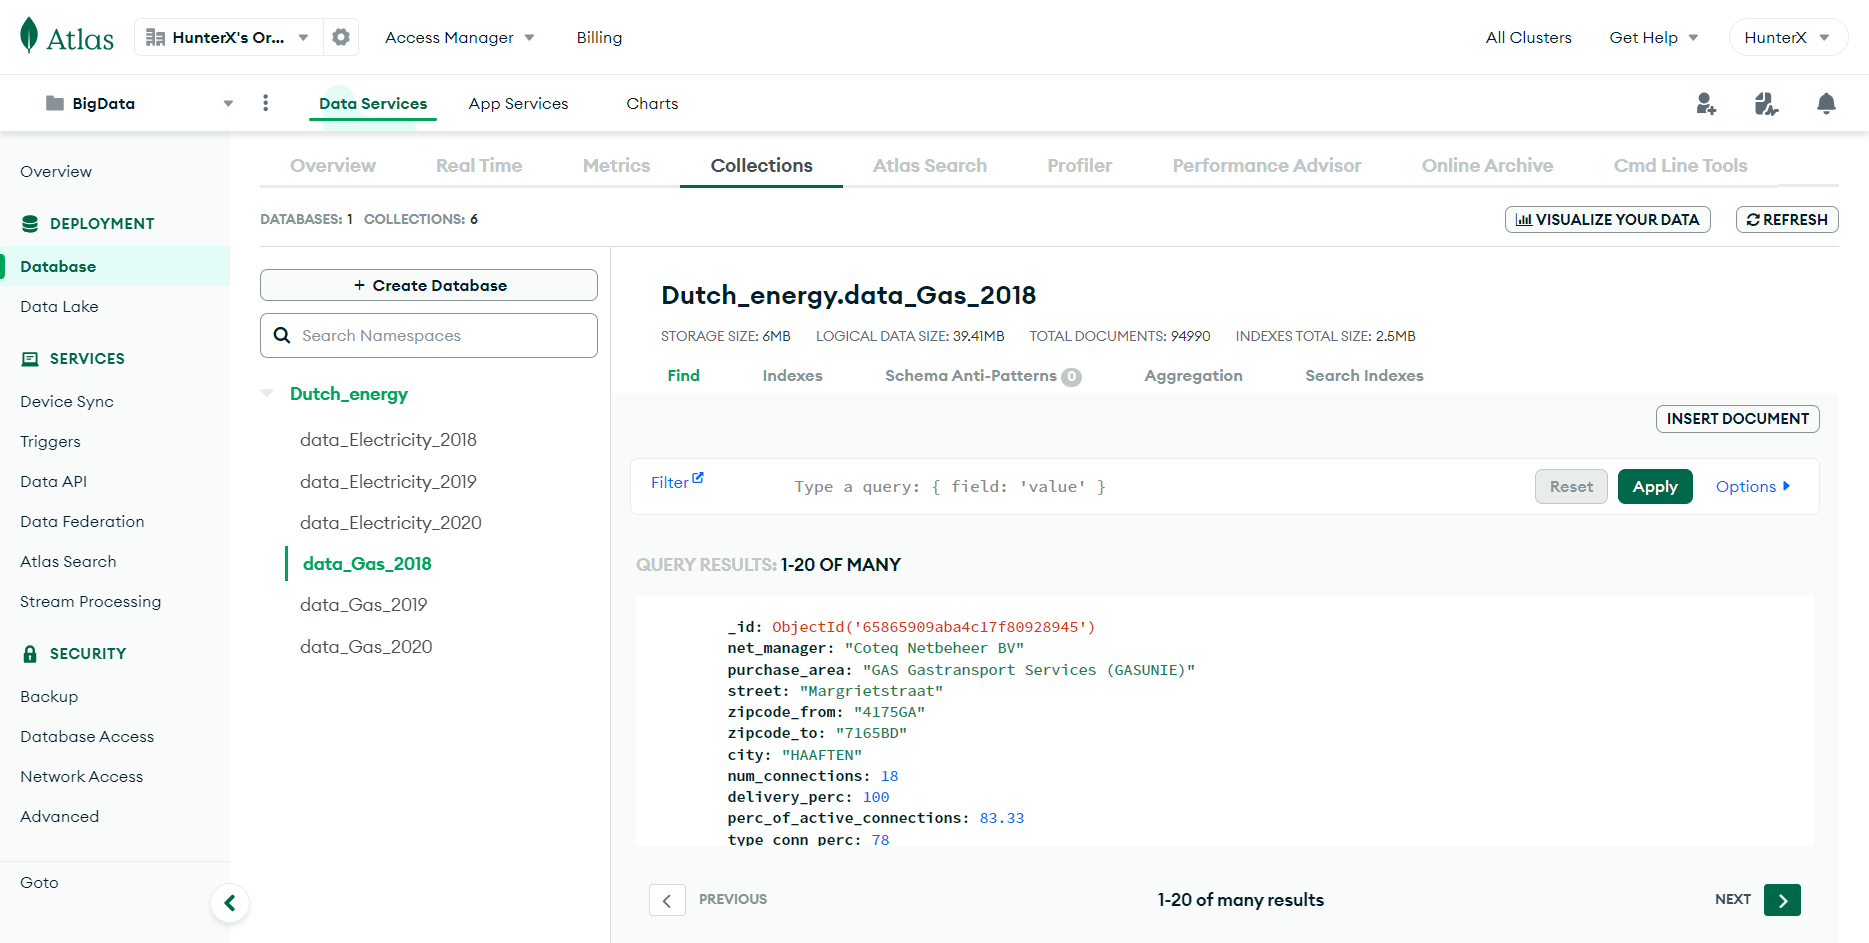 Atlas
HunterX's Or...
Access Manager
Billing
All Clusters
Get Help
HunterX
BigData
Data Services
App Services
Charts
Overview
DEPLOYMENT
Database
Data Lake
SERVICES
Device Sync
Triggers
Data API
Data Federation
Atlas Search
Stream Processing
SECURITY
Backup
Database Access
Network Access
Advanced
Goto
Overview
Real Time
Metrics
Collections
Atlas Search
Profiler
Performance Advisor
Online Archive
Cmd Line Tools
DATABASES: 1 COLLECTIONS: 6
VISUALIZE YOUR DATA
REFRESH
+ Create Database
Search Namespaces
Dutch_energy
data_Electricity_2018
data_Electricity_2019
data_Electricity_2020
data_Gas_2018
data_Gas_2019
data_Gas_2020
Dutch_energy.data_Gas_2018
STORAGE SIZE: 6MB LOGICAL DATA SIZE: 39.41MB TOTAL DOCUMENTS: 94990 INDEXES TOTAL SIZE: 2.5MB
Find
Indexes
Schema Anti-Patterns 0
Aggregation
Search Indexes
INSERT DOCUMENT
Filter
Type a query: { field: 'value' }
Reset
Apply
Options
QUERY RESULTS: 1-20 OF MANY
_id: ObjectId('65865909aba4c17f80928945')
net_manager: "Coteq Netbeheer BV"
purchase_area: "GAS Gastransport Services (GASUNIE)"
street: "Margrietstraat"
zipcode_from: "4175GA"
zipcode_to: "7165BD"
city: "HAAFTEN"
num_connections: 18
delivery_perc: 100
perc_of_active_connections: 83.33
type_conn_perc: 78
PREVIOUS
1-20 of many results
NEXT